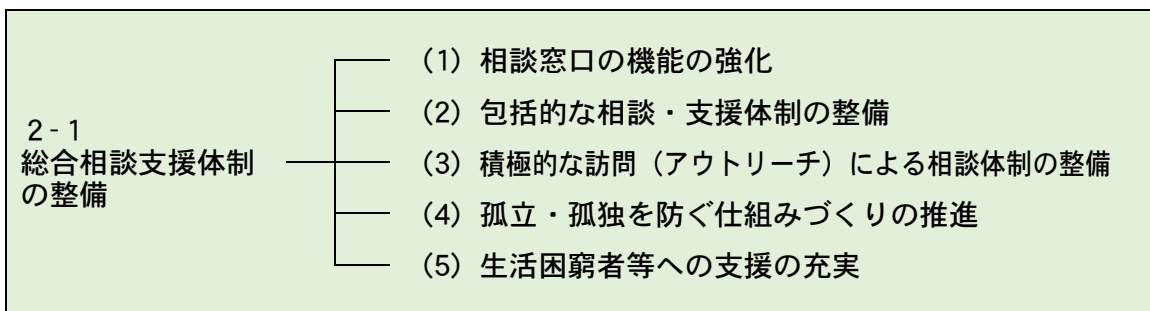 2‐1
総合相談支援体制
の整備
（1）相談窓口の機能の強化
（2）包括的な相談・支援体制の整備
（3）積極的な訪問（アウトリーチ）による相談体制の整備
（4）孤立・孤独を防ぐ仕組みづくりの推進
（5）生活困窮者等への支援の充実